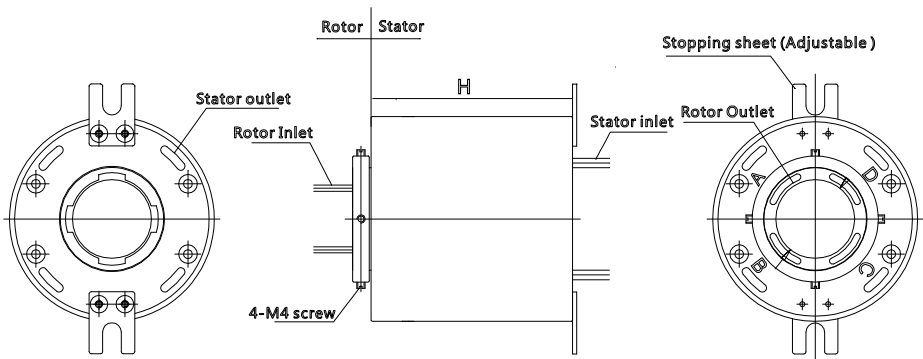 Rotor Stator
Stopping sheet (Adjustable )
H
Stator outlet
Rotor Outlet
Rotor Inlet
Stator inlet
A
D
B
C
4-M4 screw